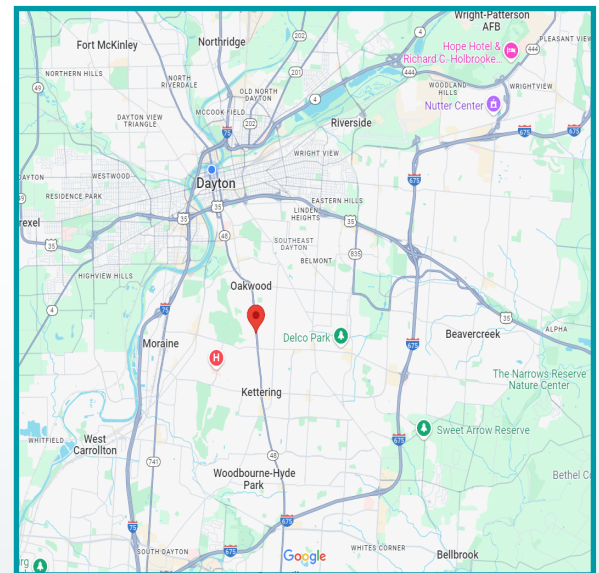 Wright-Patterson
AFB
Fort McKinley
Northridge
202
PLEASANT VIEW
444
Hope Hotel &
Richard C. Holbrooke...
201
4
NORTHERN HILLS
NORTH
RIVERDALE
49
444
WOODLAND
HILLS
WRIGHTVIEW
OLD NORTH
DAYTON
4
Nutter Center
MCCOOK FIELD
DAYTON VIEW
TRIANGLE
202
75
Riverside
675
675
WRIGHT VIEW
WESTWOOD
Dayton
675
RESIDENCE PARK
EASTERN HILLS
35
LINDEN
HEIGHTS
35
35
48
35
SOUTHEAST
DAYTON
835
BELMONT
HIGHVIEW HILLS
Oakwood
75
4
35
ALPHA
Delco Park
Beavercreek
Moraine
675
H
The Narrows Reserve
Nature Center
Kettering
Sweet Arrow Reserve
675
WHITFIELD
West
Carrollton
741
48
Woodbourne-Hyde
Park
675
75
SOUTH DAYTON
675
Google
WHITES CORNER
Bellbrook